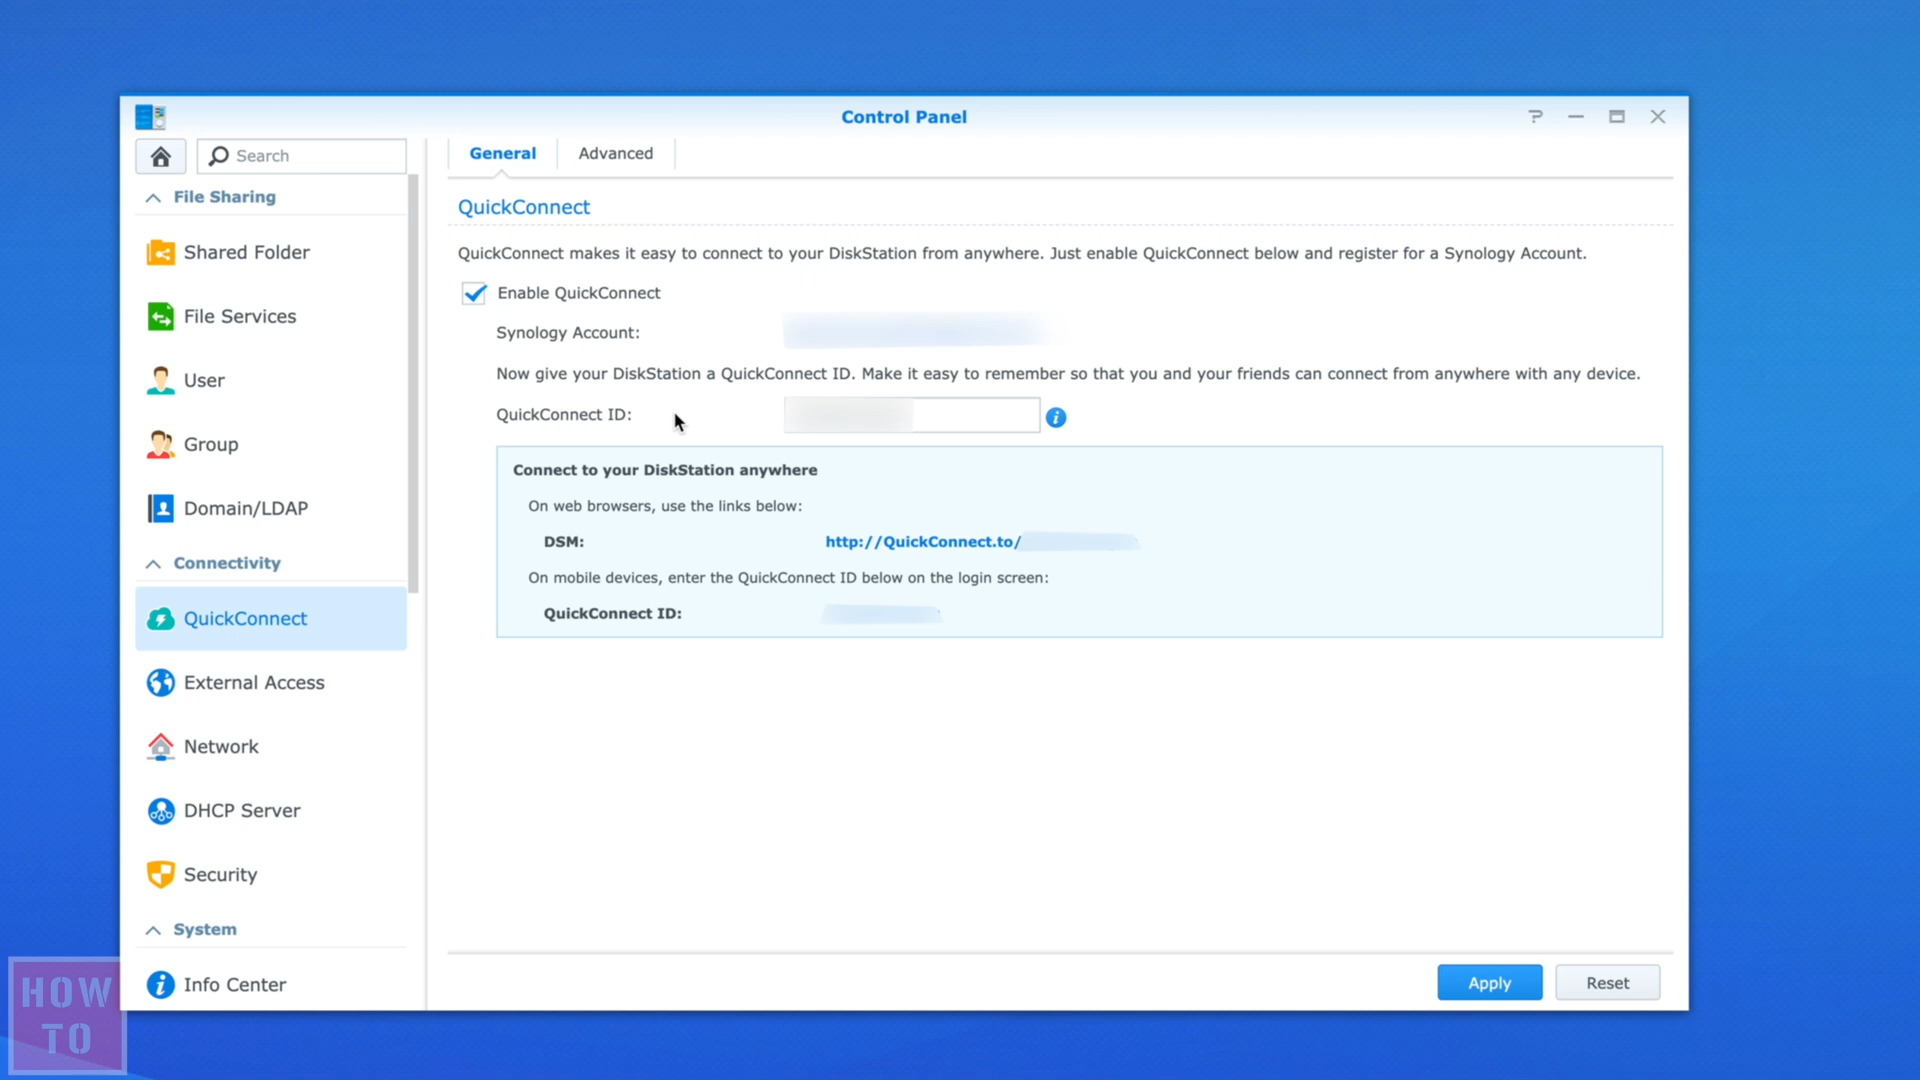 Control Panel
Search
General
Advanced
File Sharing
Shared Folder
File Services
User
Group
Domain/LDAP
Connectivity
QuickConnect
External Access
Network
DHCP Server
Security
System
Info Center
QuickConnect
QuickConnect makes it easy to connect to your DiskStation from anywhere. Just enable QuickConnect below and register for a Synology Account.
Enable QuickConnect
Synology Account:
Now give your DiskStation a QuickConnect ID. Make it easy to remember so that you and your friends can connect from anywhere with any device.
QuickConnect ID:
Connect to your DiskStation anywhere
On web browsers, use the links below:
DSM: http://QuickConnect.to/
On mobile devices, enter the QuickConnect ID below on the login screen:
QuickConnect ID:
Apply
Reset
HOW
TO